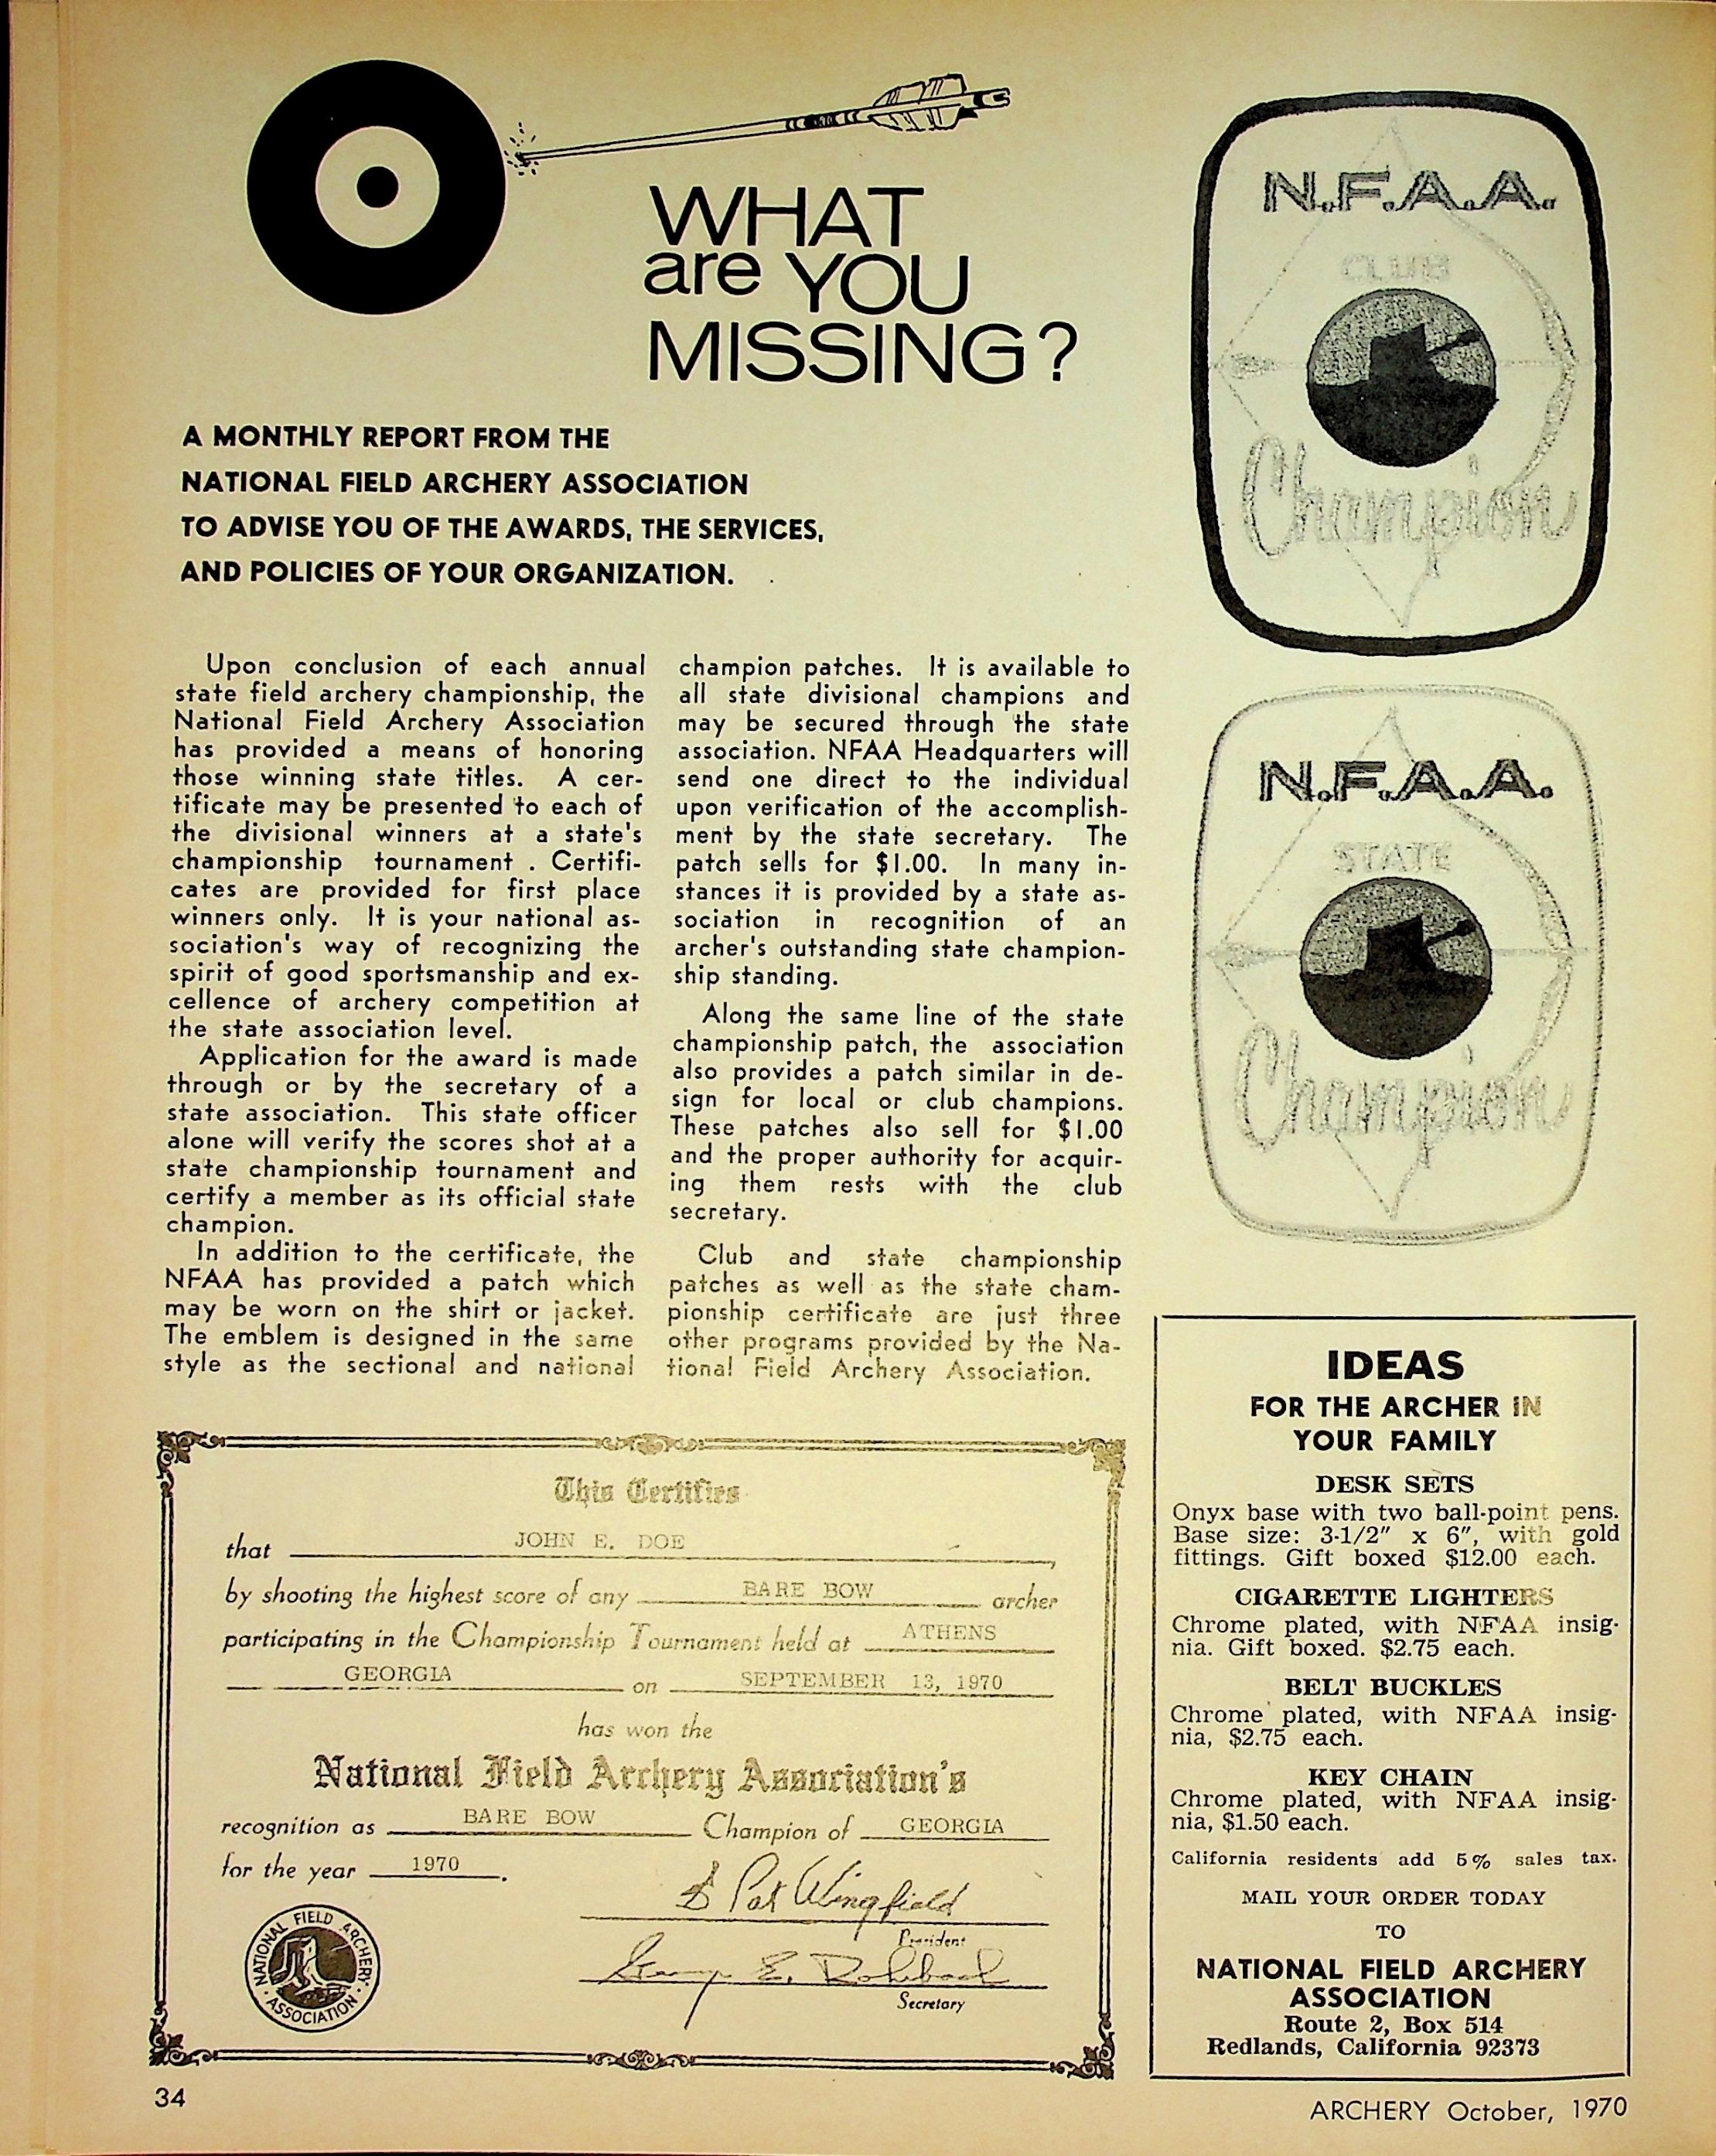 WHAT
are YOU
MISSING?
A MONTHLY REPORT FROM THE
NATIONAL FIELD ARCHERY ASSOCIATION
TO ADVISE YOU OF THE AWARDS, THE SERVICES,
AND POLICIES OF YOUR ORGANIZATION.
Upon conclusion of each annual
state field archery championship, the
National Field Archery Association
has provided a means of honoring
those winning state titles. A cer-
tificate may be presented to each of
the divisional winners at a state's
championship tournament . Certifi-
cates are provided for first place
winners only. It is your national as-
sociation's way of recognizing the
spirit of good sportsmanship and ex-
cellence of archery competition at
the state association level.
Application for the award is made
through or by the secretary of a
state association. This state officer
alone will verify the scores shot at a
state championship tournament and
certify a member as its official state
champion.
In addition to the certificate, the
NFAA has provided a patch which
may be worn on the shirt or jacket.
The emblem is designed in the same
style as the sectional and national
champion patches. It is available to
all state divisional champions and
may be secured through the state
association. NFAA Headquarters will
send one direct to the individual
upon verification of the accomplish-
ment by the state secretary. The
patch sells for $1.00. In many in-
stances it is provided by a state as-
sociation in recognition of an
archer's outstanding state champion-
ship standing.
Along the same line of the state
championship patch, the association
also provides a patch similar in de-
sign for local or club champions.
These patches also sell for $1.00
and the proper authority for acquir-
ing them rests with the club
secretary.
Club and state championship
patches as well as the state cham-
pionship certificate are just three
other programs provided by the Na-
tional Field Archery Association.
N.F.A.A.
CLUB
Champion
N.F.A.A.
STATE
Champion
This Certifies
that JOHN E. DOE,
by shooting the highest score of any BARE BOW archer
participating in the Championship Tournament held at ATHENS
GEORGIA on SEPTEMBER 13, 1970
has won the
National Field Archery Association's
recognition as BARE BOW Champion of GEORGIA
for the year 1970.
Pat Wingfield
President
George E. Rohrbach
Secretary
NATIONAL FIELD ARCHERY
· ASSOCIATION ·
IDEAS
FOR THE ARCHER IN
YOUR FAMILY
DESK SETS
Onyx base with two ball-point pens.
Base size: 3-1/2" x 6", with gold
fittings. Gift boxed $12.00 each.
CIGARETTE LIGHTERS
Chrome plated, with NFAA insig-
nia. Gift boxed. $2.75 each.
BELT BUCKLES
Chrome plated, with NFAA insig-
nia, $2.75 each.
KEY CHAIN
Chrome plated, with NFAA insig-
nia, $1.50 each.
California residents add 5% sales tax.
MAIL YOUR ORDER TODAY
TO
NATIONAL FIELD ARCHERY
ASSOCIATION
Route 2, Box 514
Redlands, California 92373
34
ARCHERY October, 1970